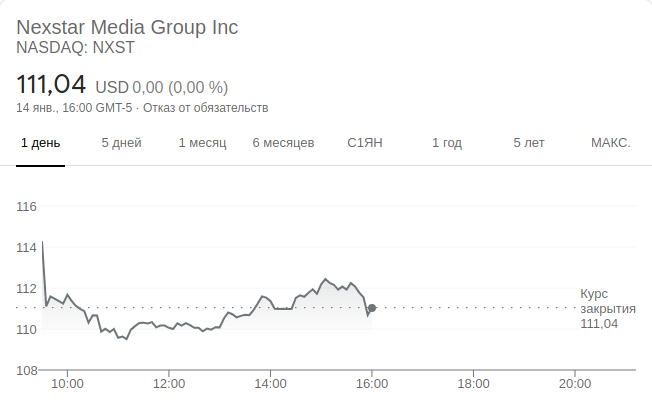 Nexstar Media Group Inc
NASDAQ: NXST
111,04 USD 0,00 (0,00 %)
14 янв., 16:00 GMT-5 · Отказ от обязательств
1 день 5 дней 1 месяц 6 месяцев С1ЯН 1 год 5 лет МАКС.
116
114
112
110
108
Курс
закрытия
111,04
10:00 12:00 14:00 16:00 18:00 20:00